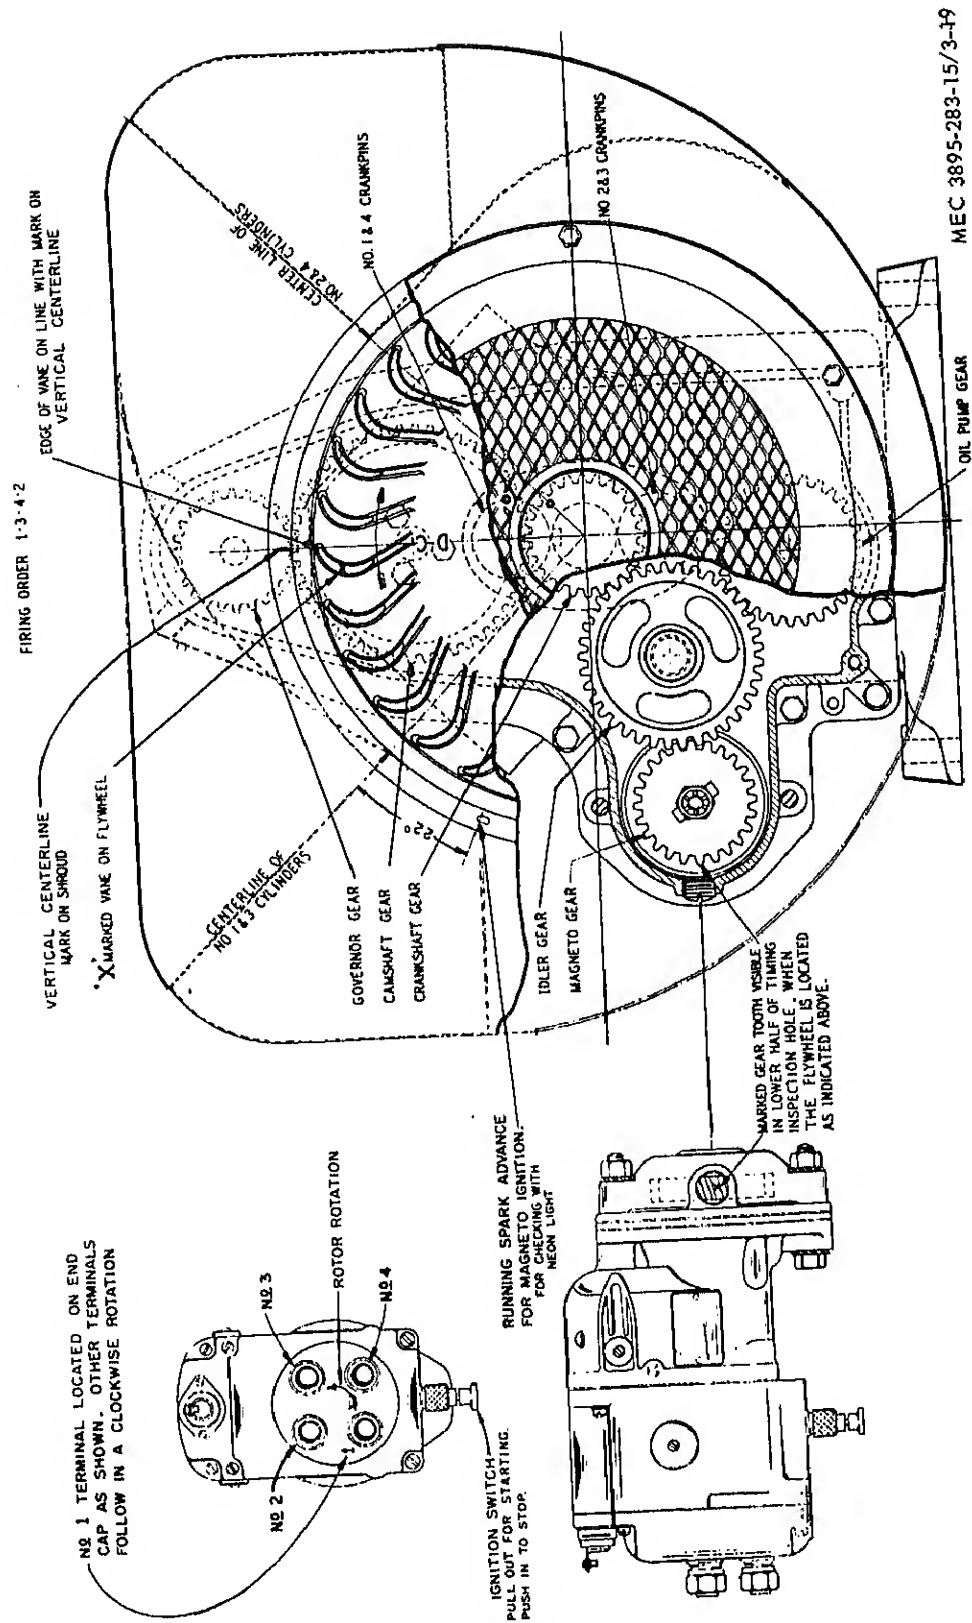 FIRING ORDER 1-3-4-2
VERTICAL CENTERLINE
MARK ON SHROUD
"X" MARKED VANE ON FLYWHEEL
EDGE OF VANE ON LINE WITH MARK ON
VERTICAL CENTERLINE
CENTERLINE OF
NO 1&3 CYLINDERS
CENTER LINE OF
NO 2&4 CYLINDERS
NO. 1 & 4 CRANKPINS
NO 2&3 CRANKPINS
22°
D-C
GOVERNOR GEAR
CAMSHAFT GEAR
CRANKSHAFT GEAR
IDLER GEAR
MAGNETO GEAR
OIL PUMP GEAR
№ 1 TERMINAL LOCATED ON END
CAP AS SHOWN. OTHER TERMINALS
FOLLOW IN A CLOCKWISE ROTATION
№ 3
ROTOR ROTATION
№ 4
№ 2
1
IGNITION SWITCH
PULL OUT FOR STARTING.
PUSH IN TO STOP.
RUNNING SPARK ADVANCE
FOR MAGNETO IGNITION.
FOR CHECKING WITH
NEON LIGHT
MARKED GEAR TOOTH VISIBLE
IN LOWER HALF OF TIMING
INSPECTION HOLE, WHEN
THE FLYWHEEL IS LOCATED
AS INDICATED ABOVE.
MEC 3895-283-15/3-19